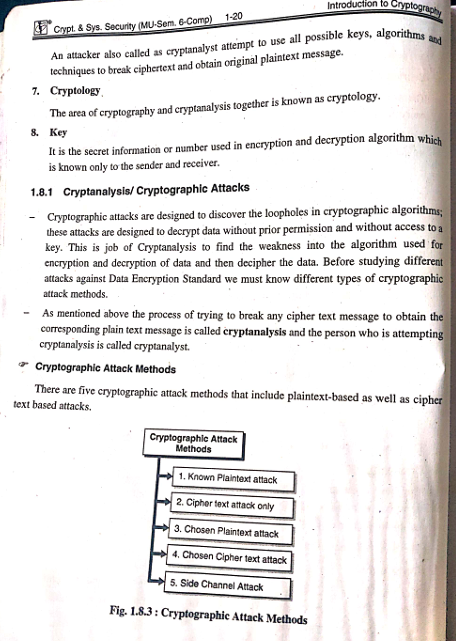 Crypt. & Sys. Security (MU-Sem. 6-Comp) 1-20 Introduction to Cryptography
An attacker also called as cryptanalyst attempt to use all possible keys, algorithms and
techniques to break ciphertext and obtain original plaintext message.
7. Cryptology
The area of cryptography and cryptanalysis together is known as cryptology.
8. Key
It is the secret information or number used in encryption and decryption algorithm which
is known only to the sender and receiver.
1.8.1 Cryptanalysis/ Cryptographic Attacks
– Cryptographic attacks are designed to discover the loopholes in cryptographic algorithms;
these attacks are designed to decrypt data without prior permission and without access to a
key. This is job of Cryptanalysis to find the weakness into the algorithm used for
encryption and decryption of data and then decipher the data. Before studying different
attacks against Data Encryption Standard we must know different types of cryptographic
attack methods.
– As mentioned above the process of trying to break any cipher text message to obtain the
corresponding plain text message is called cryptanalysis and the person who is attempting
cryptanalysis is called cryptanalyst.
☞ Cryptographic Attack Methods
There are five cryptographic attack methods that include plaintext-based as well as cipher
text based attacks.
Cryptographic Attack
Methods
1. Known Plaintext attack
2. Cipher text attack only
3. Chosen Plaintext attack
4. Chosen Cipher text attack
5. Side Channel Attack
Fig. 1.8.3 : Cryptographic Attack Methods